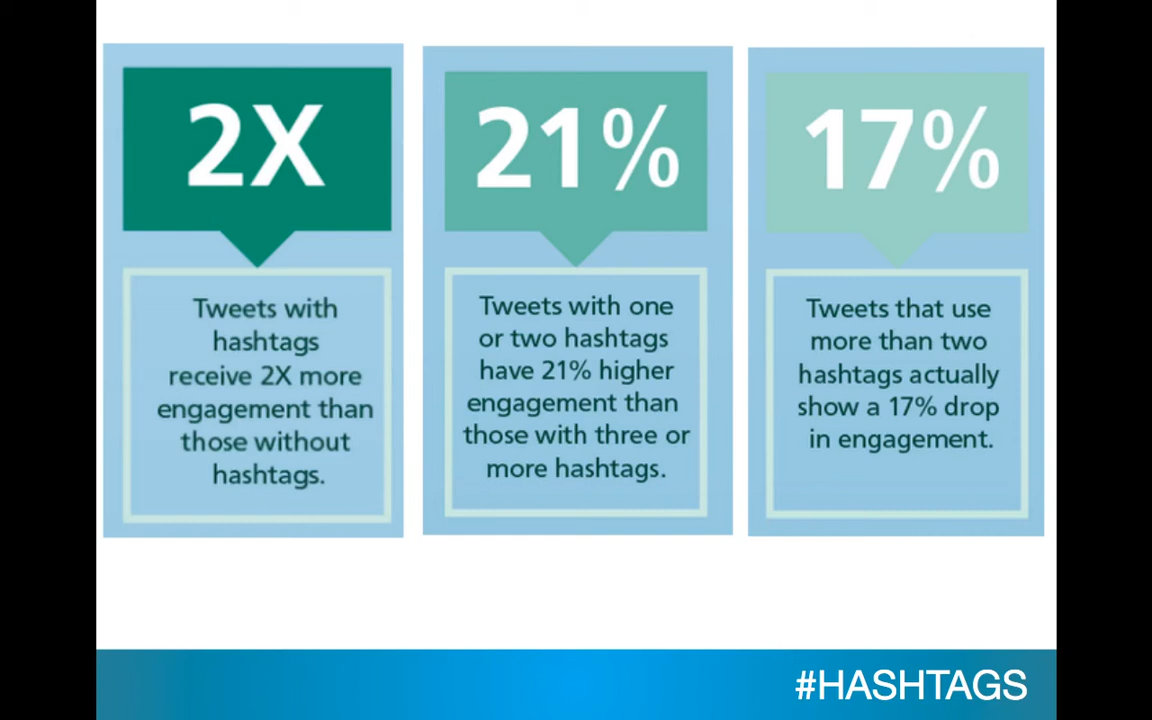 2X
Tweets with
hashtags
receive 2X more
engagement than
those without
hashtags.
21%
Tweets with one
or two hashtags
have 21% higher
engagement than
those with three or
more hashtags.
17%
Tweets that use
more than two
hashtags actually
show a 17% drop
in engagement.
#HASHTAGS